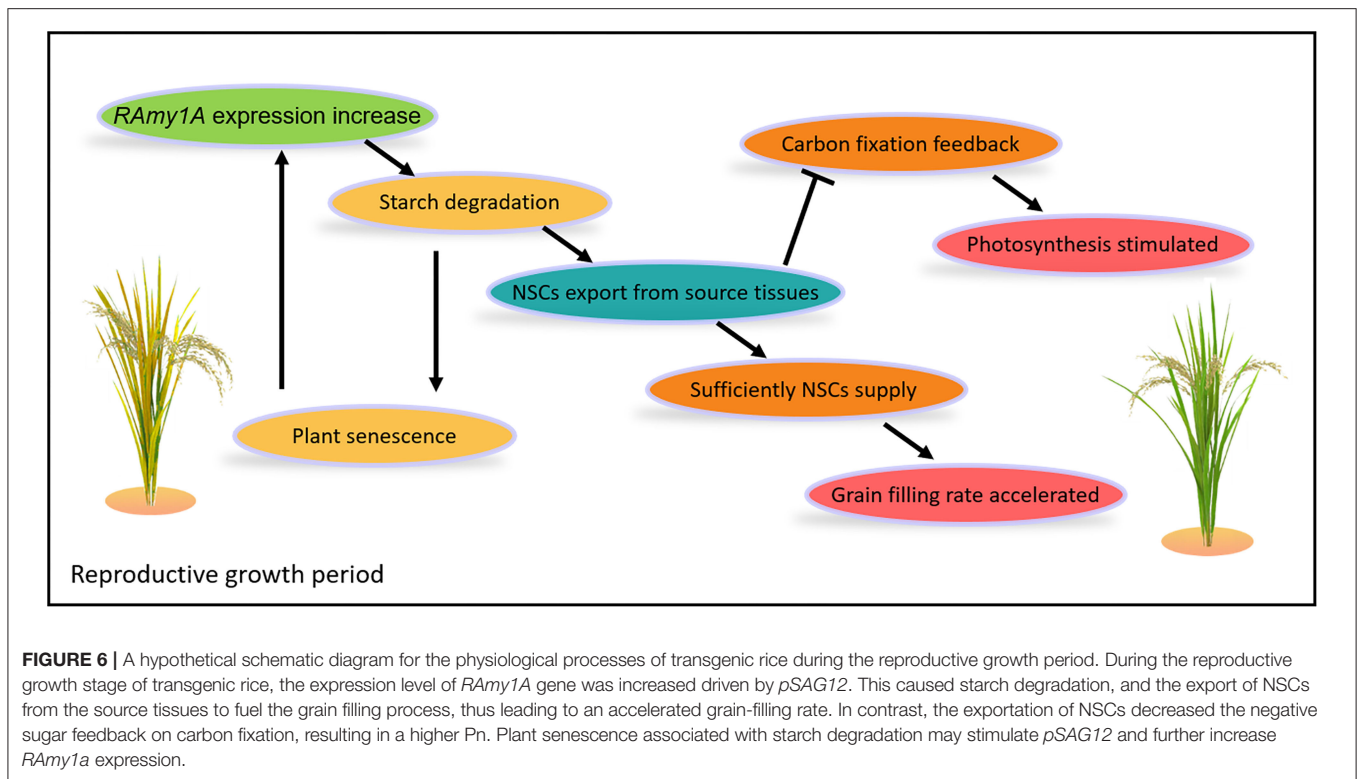 RAmy1A expression increase
Carbon fixation feedback
Starch degradation
Photosynthesis stimulated
NSCs export from source tissues
Sufficiently NSCs supply
Plant senescence
Grain filling rate accelerated
Reproductive growth period
FIGURE 6 | A hypothetical schematic diagram for the physiological processes of transgenic rice during the reproductive growth period. During the reproductive
growth stage of transgenic rice, the expression level of RAmy1A gene was increased driven by pSAG12. This caused starch degradation, and the export of NSCs
from the source tissues to fuel the grain filling process, thus leading to an accelerated grain-filling rate. In contrast, the exportation of NSCs decreased the negative
sugar feedback on carbon fixation, resulting in a higher Pn. Plant senescence associated with starch degradation may stimulate pSAG12 and further increase
RAmy1a expression.